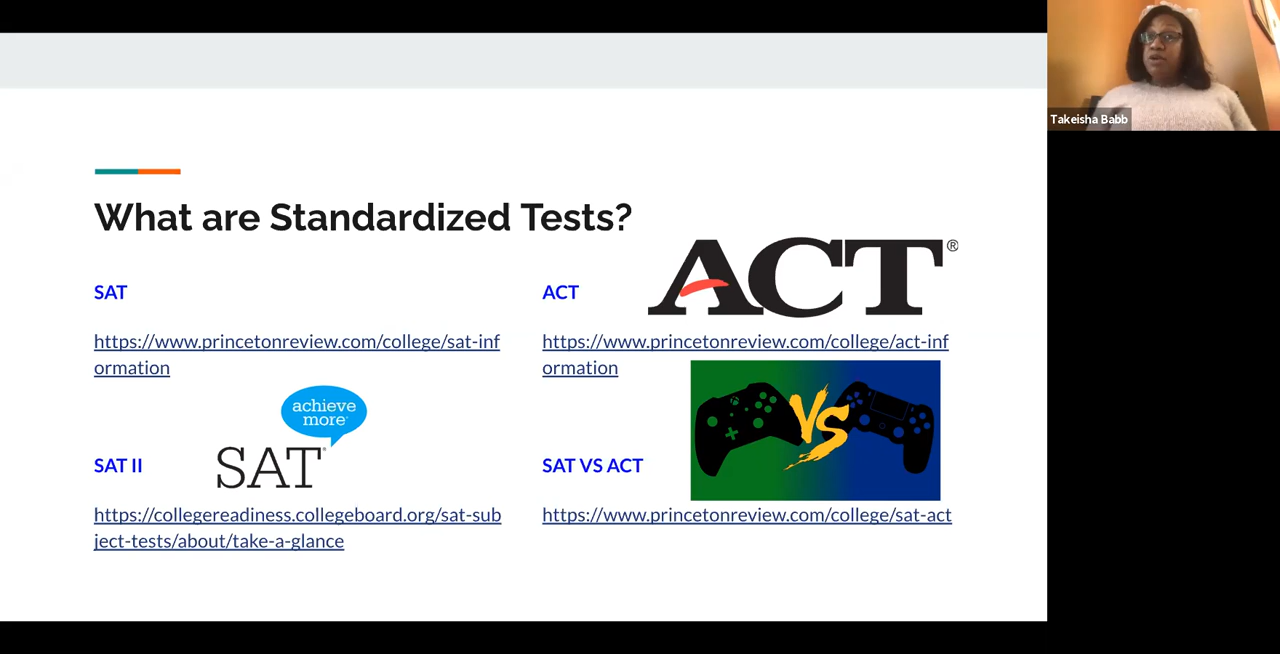 Takeisha Babb
What are Standardized Tests?
ACT®
SAT
https://www.princetonreview.com/college/sat-inf
ormation
ACT
https://www.princetonreview.com/college/act-inf
ormation
achieve
more®
SAT®
VS
SAT II
https://collegereadiness.collegeboard.org/sat-sub
ject-tests/about/take-a-glance
SAT VS ACT
https://www.princetonreview.com/college/sat-act